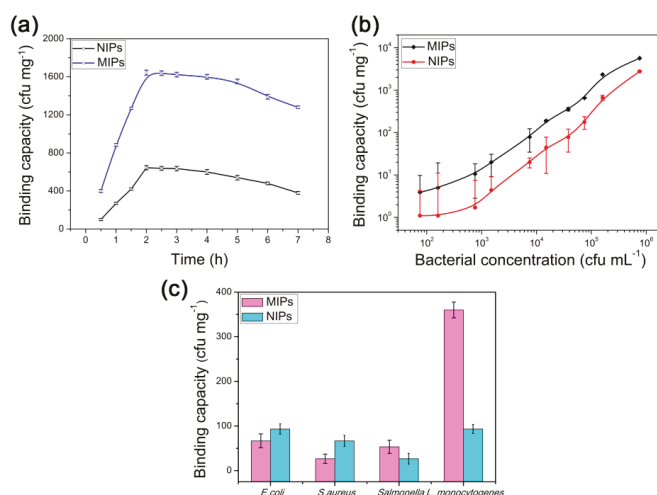 (a)
NIPs
MIPs
Binding capacity (cfu mg⁻¹)
2000
1600
1200
800
400
0
0 1 2 3 4 5 6 7 8
Time (h)
(b)
MIPs
NIPs
Binding capacity (cfu mg⁻¹)
10⁴
10³
10²
10¹
10⁰
10² 10³ 10⁴ 10⁵ 10⁶
Bacterial concentration (cfu mL⁻¹)
(c)
MIPs
NIPs
Binding capacity (cfu mg⁻¹)
400
300
200
100
0
E.coli S.aureus Salmonella L. monocytogenes